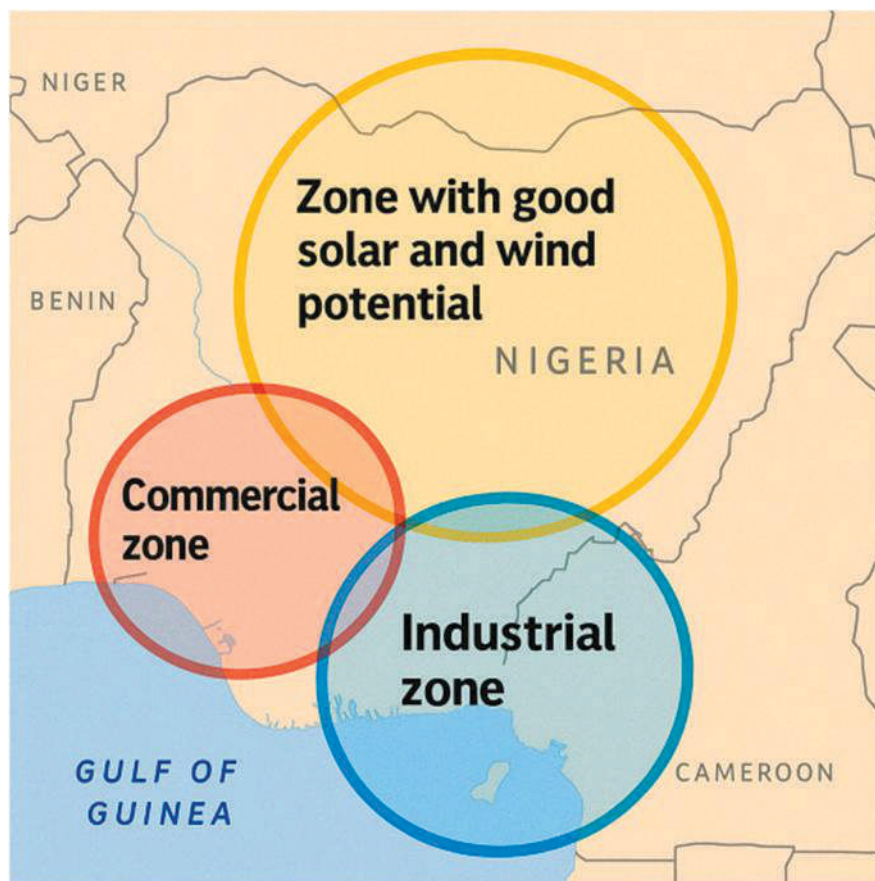 NIGER
Zone with good
solar and wind
potential
BENIN
NIGERIA
Commercial
zone
Industrial
zone
GULF OF
GUINEA
CAMEROON